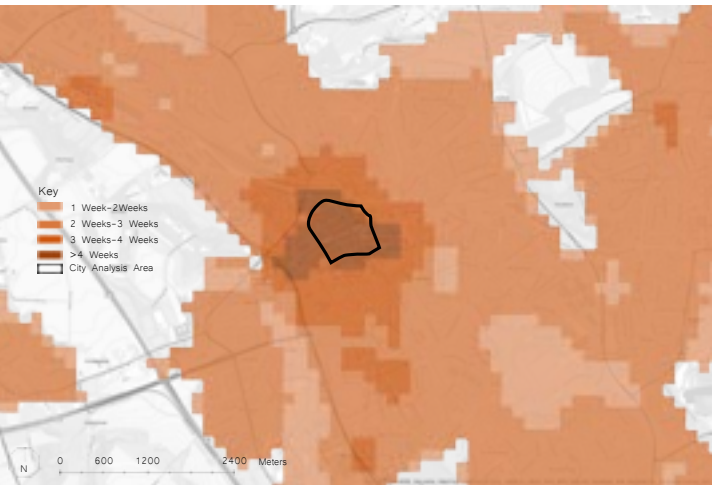 Key
1 Week-2Weeks
2 Weeks-3 Weeks
3 Weeks-4 Weeks
>4 Weeks
City Analysis Area
N
0 600 1200 2400 Meters